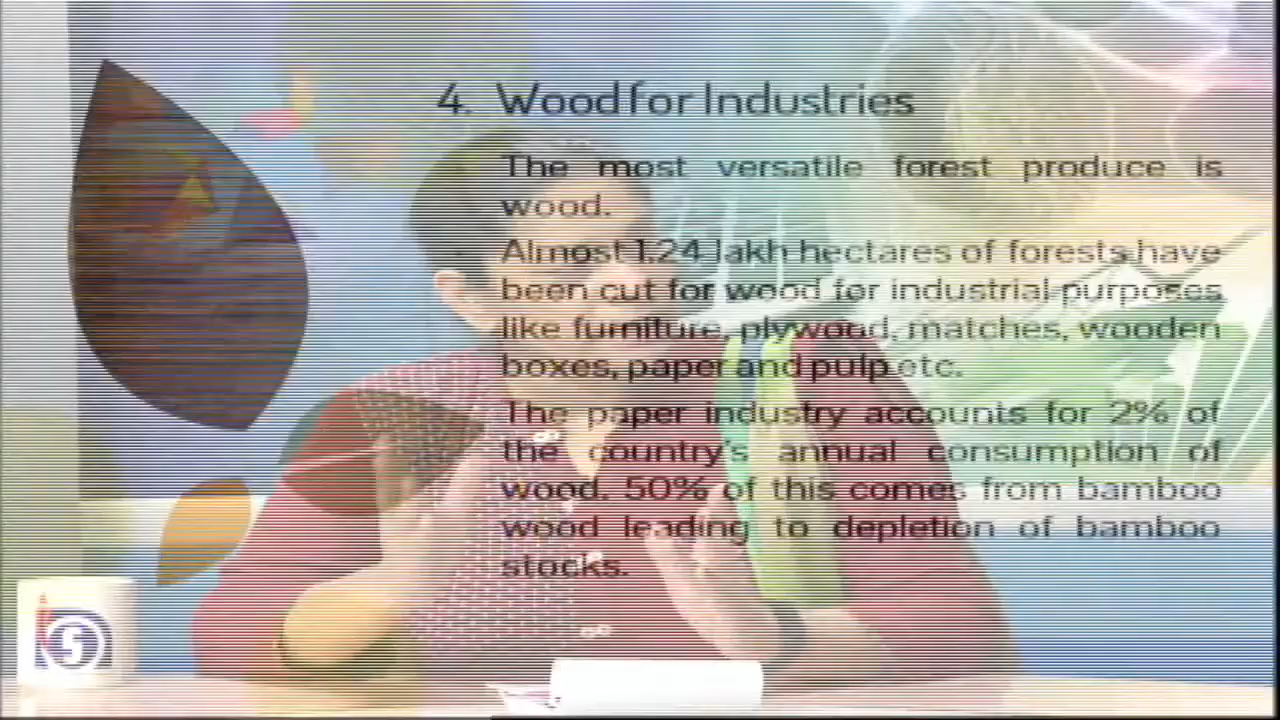 4. Wood for Industries
The most versatile forest produce is
wood.
Almost 1.24 lakh hectares of forests have
been cut for wood for industrial purposes
like furniture, plywood, matches, wooden
boxes, paper and pulp etc.
The paper industry accounts for 2% of
the country's annual consumption of
wood. 50% of this comes from bamboo
wood leading to depletion of bamboo
stocks.